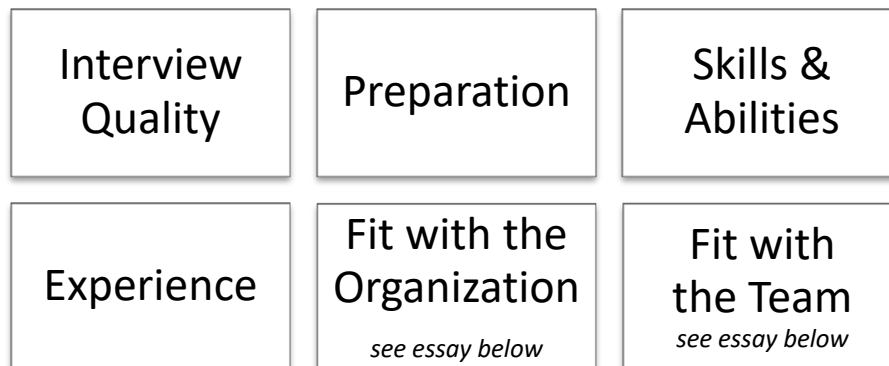 Interview
Quality
Preparation
Skills &
Abilities
Experience
Fit with the
Organization
see essay below
Fit with
the Team
see essay below